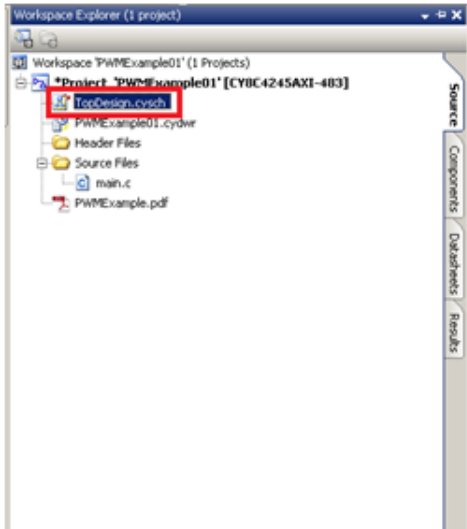 Workspace Explorer (1 project)
Workspace 'PWMExample01' (1 Projects)
*Project 'PWMExample01' [CY8C4245AXI-483]
TopDesign.cysch
PWMExample01.cydwr
Header Files
Source Files
main.c
PWMExample.pdf
Source
Components
Datasheets
Results